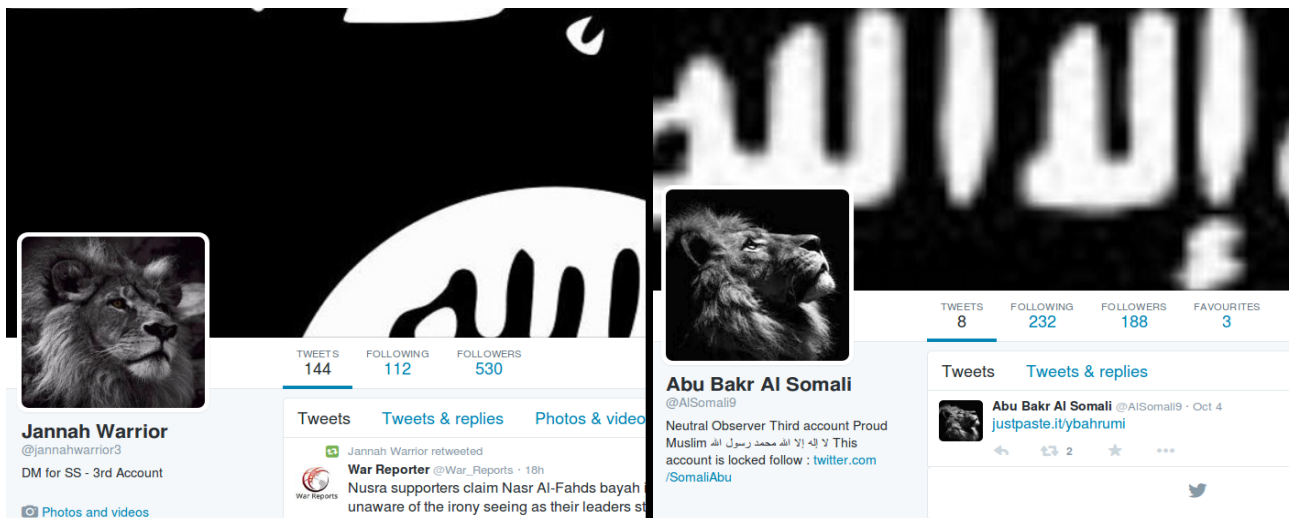 TWEETS FOLLOWING FOLLOWERS
144 112 530
Jannah Warrior
@jannahwarrior3
DM for SS - 3rd Account
Photos and videos
Tweets Tweets & replies Photos & video
Jannah Warrior retweeted
War Reporter @War_Reports · 18h
War Reports
Nusra supporters claim Nasr Al-Fahds bayah
unaware of the irony seeing as their leaders
الله
TWEETS FOLLOWING FOLLOWERS FAVOURITES
8 232 188 3
Abu Bakr Al Somali
@AlSomali9
Neutral Observer Third account Proud
Muslim لا إله إلا الله محمد رسول الله This
account is locked follow : twitter.com
/SomaliAbu
Tweets Tweets & replies
Abu Bakr Al Somali @AlSomali9 · Oct 4
justpaste.it/ybahrumi
2